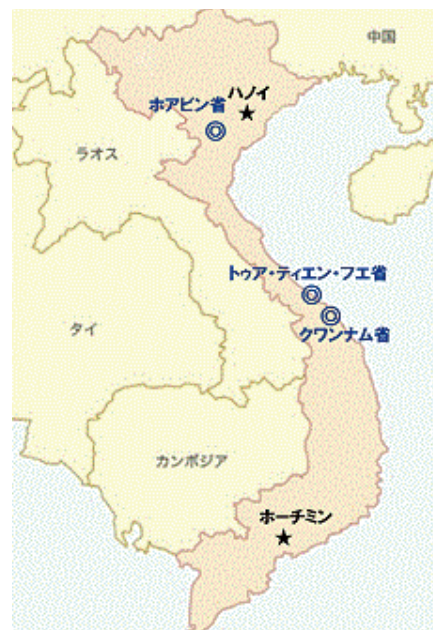 中国
ハノイ
ホアビン省
ラオス
トゥア・ティエン・フエ省
クワンナム省
タイ
カンボジア
ホーチミン